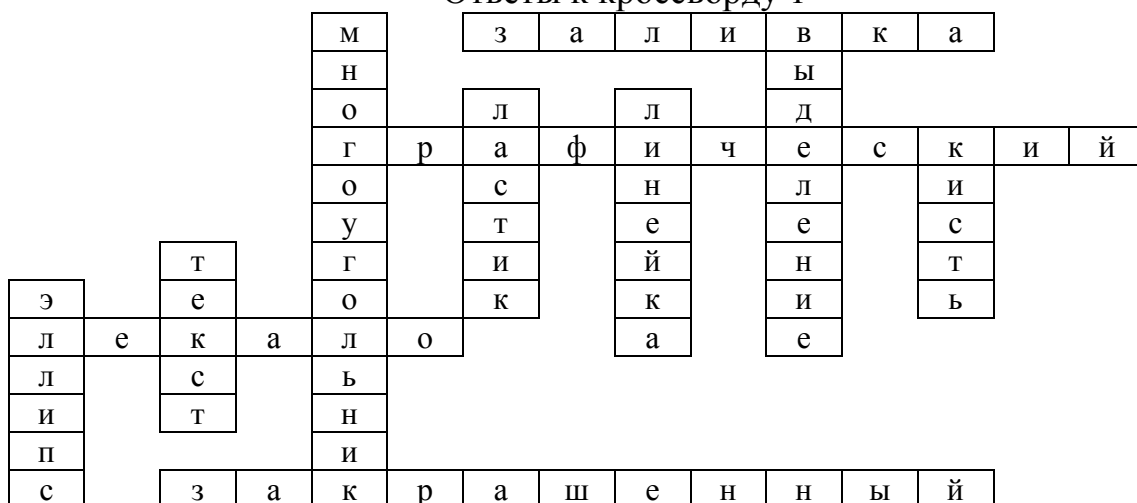 Ответы к кроссворду 1
м з а л и в к а
н ы
о л л д
г р а ф и ч е с к и й
о с н л и
у т е е с
т г и й н т
э е о к к и ь
л е к а л о а е
л с ь
и т н
п и
с з а к р а ш е н н ы й